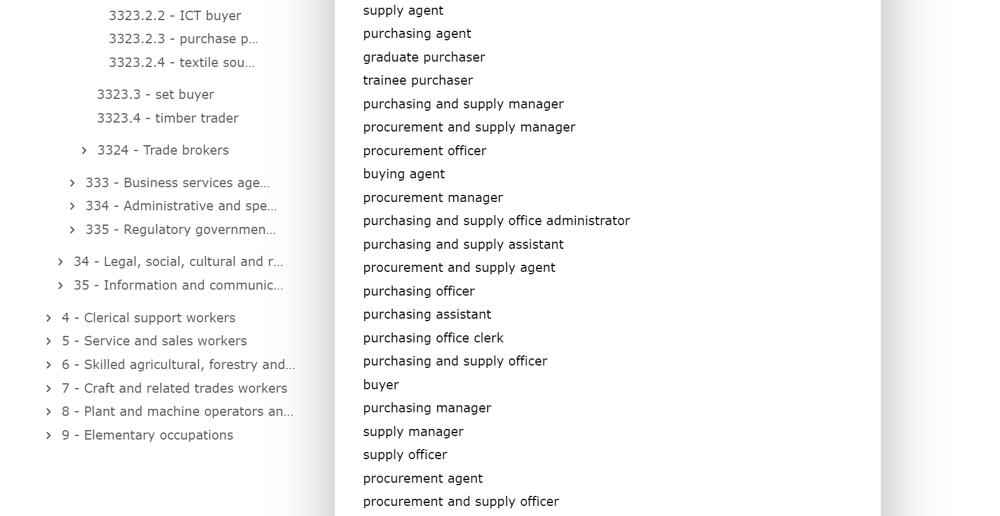 3323.2.2 - ICT buyer
3323.2.3 - purchase p...
3323.2.4 - textile sou...
3323.3 - set buyer
3323.4 - timber trader
3324 - Trade brokers
333 - Business services age...
334 - Administrative and spe...
335 - Regulatory governmen...
34 - Legal, social, cultural and r...
35 - Information and communic...
4 - Clerical support workers
5 - Service and sales workers
6 - Skilled agricultural, forestry and...
7 - Craft and related trades workers
8 - Plant and machine operators an...
9 - Elementary occupations
supply agent
purchasing agent
graduate purchaser
trainee purchaser
purchasing and supply manager
procurement and supply manager
procurement officer
buying agent
procurement manager
purchasing and supply office administrator
purchasing and supply assistant
procurement and supply agent
purchasing officer
purchasing assistant
purchasing office clerk
purchasing and supply officer
buyer
purchasing manager
supply manager
supply officer
procurement agent
procurement and supply officer